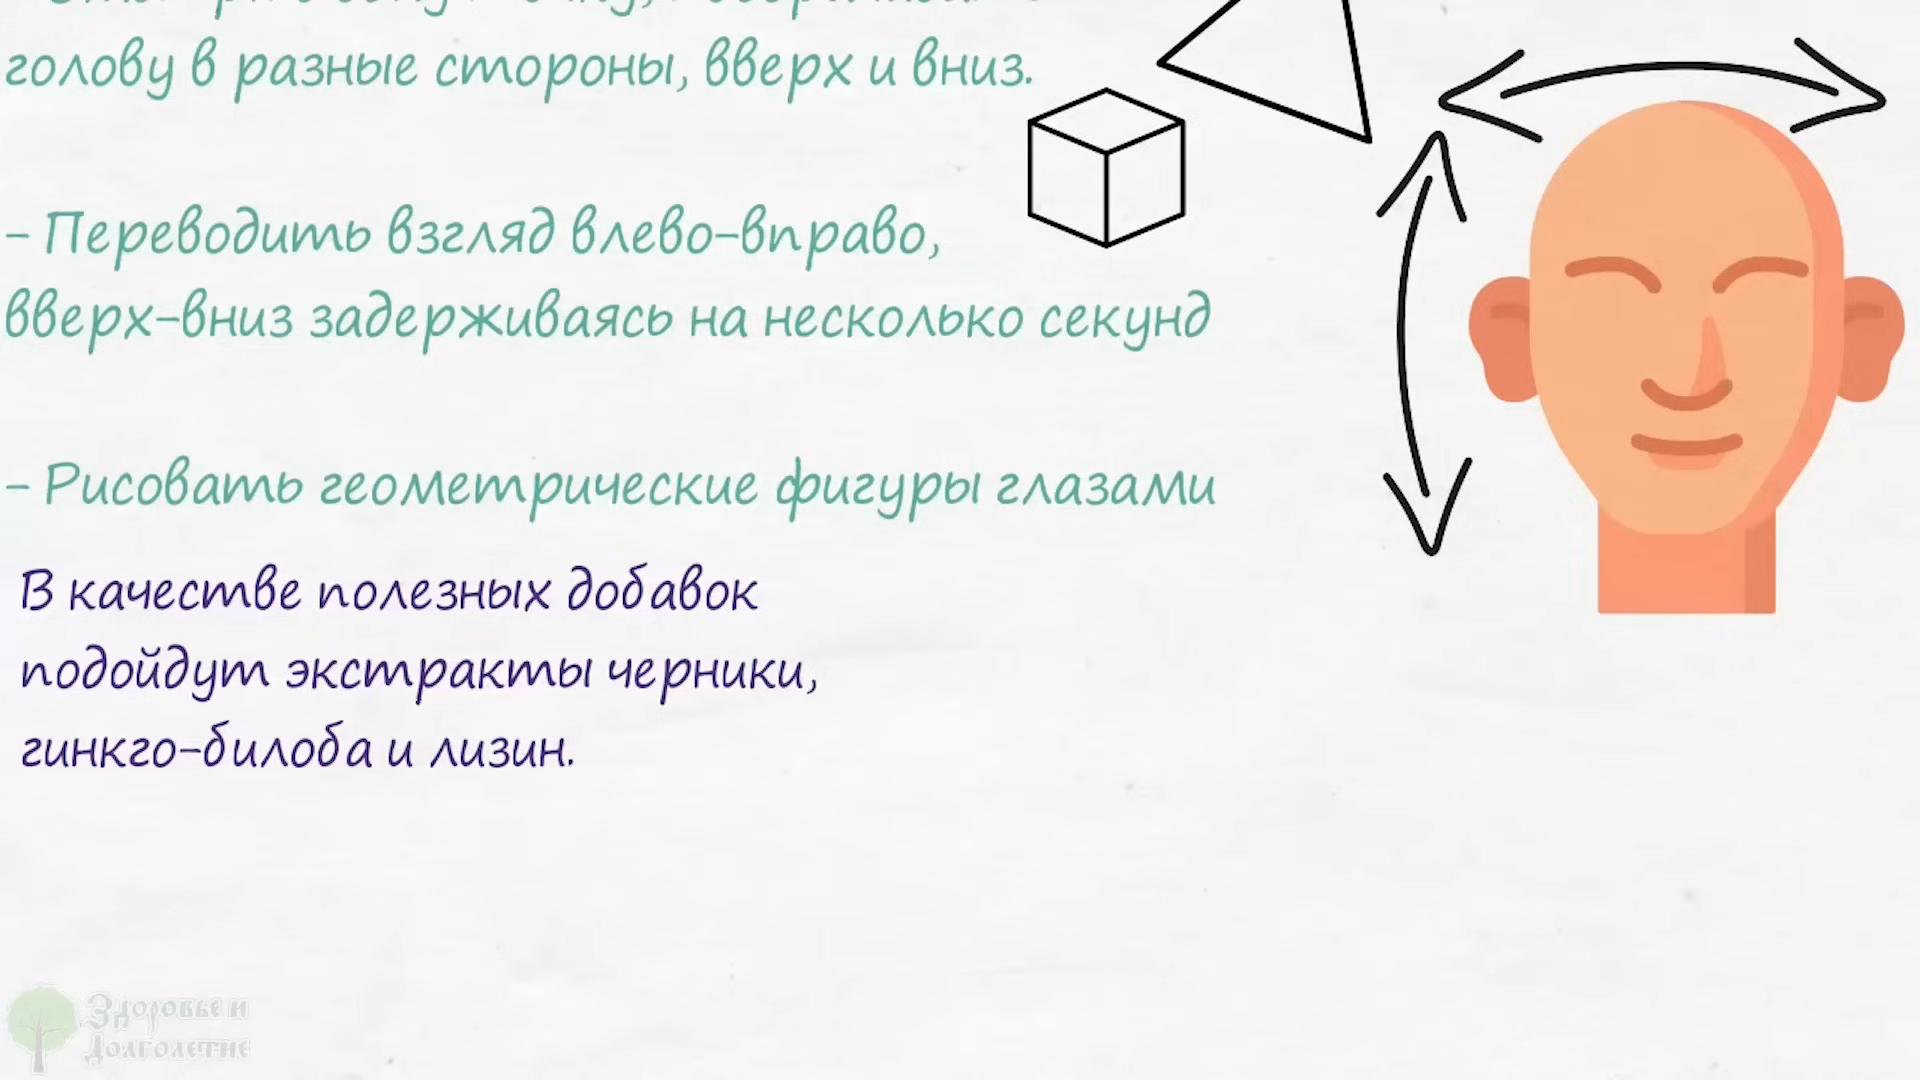 голову в разные стороны, вверх и вниз.
- Переводить взгляд влево-вправо,
вверх-вниз задерживаясь на несколько секунд
- Рисовать геометрические фигуры глазами
В качестве полезных добавок
подойдут экстракты черники,
гинкго-билоба и лизин.
Здоровье и
Долголетие